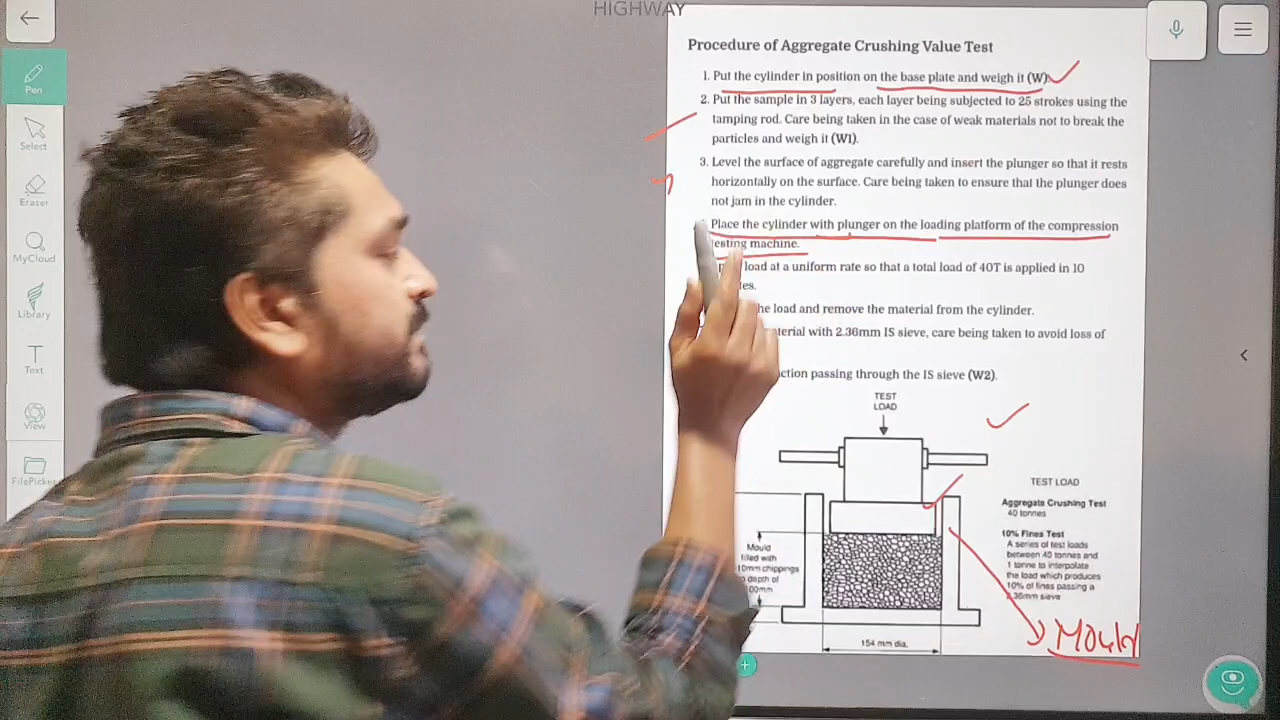 HIGHWAY
Pen
Select
Eraser
MyCloud
Library
Text
View
FilePicker
Procedure of Aggregate Crushing Value Test
1. Put the cylinder in position on the base plate and weigh it (W)
2. Put the sample in 3 layers, each layer being subjected to 25 strokes using the
tamping rod. Care being taken in the case of weak materials not to break the
particles and weigh it (W1).
3. Level the surface of aggregate carefully and insert the plunger so that it rests
horizontally on the surface. Care being taken to ensure that the plunger does
not jam in the cylinder.
Place the cylinder with plunger on the loading platform of the compression
esting machine.
load at a uniform rate so that a total load of 40T is applied in 10
es.
he load and remove the material from the cylinder.
aterial with 2.36mm IS sieve, care being taken to avoid loss of
ction passing through the IS sieve (W2).
TEST
LOAD
TEST LOAD
Aggregate Crushing Test
40 tonnes
10% Fines Test
A series of test loads
between 40 tonnes and
1 tonne to interpolate
the load which produces
10% of fines passing a
.36mm sieve
Mould
filled with
0mm chippings
depth of
00mm
154 mm dia.
Mould